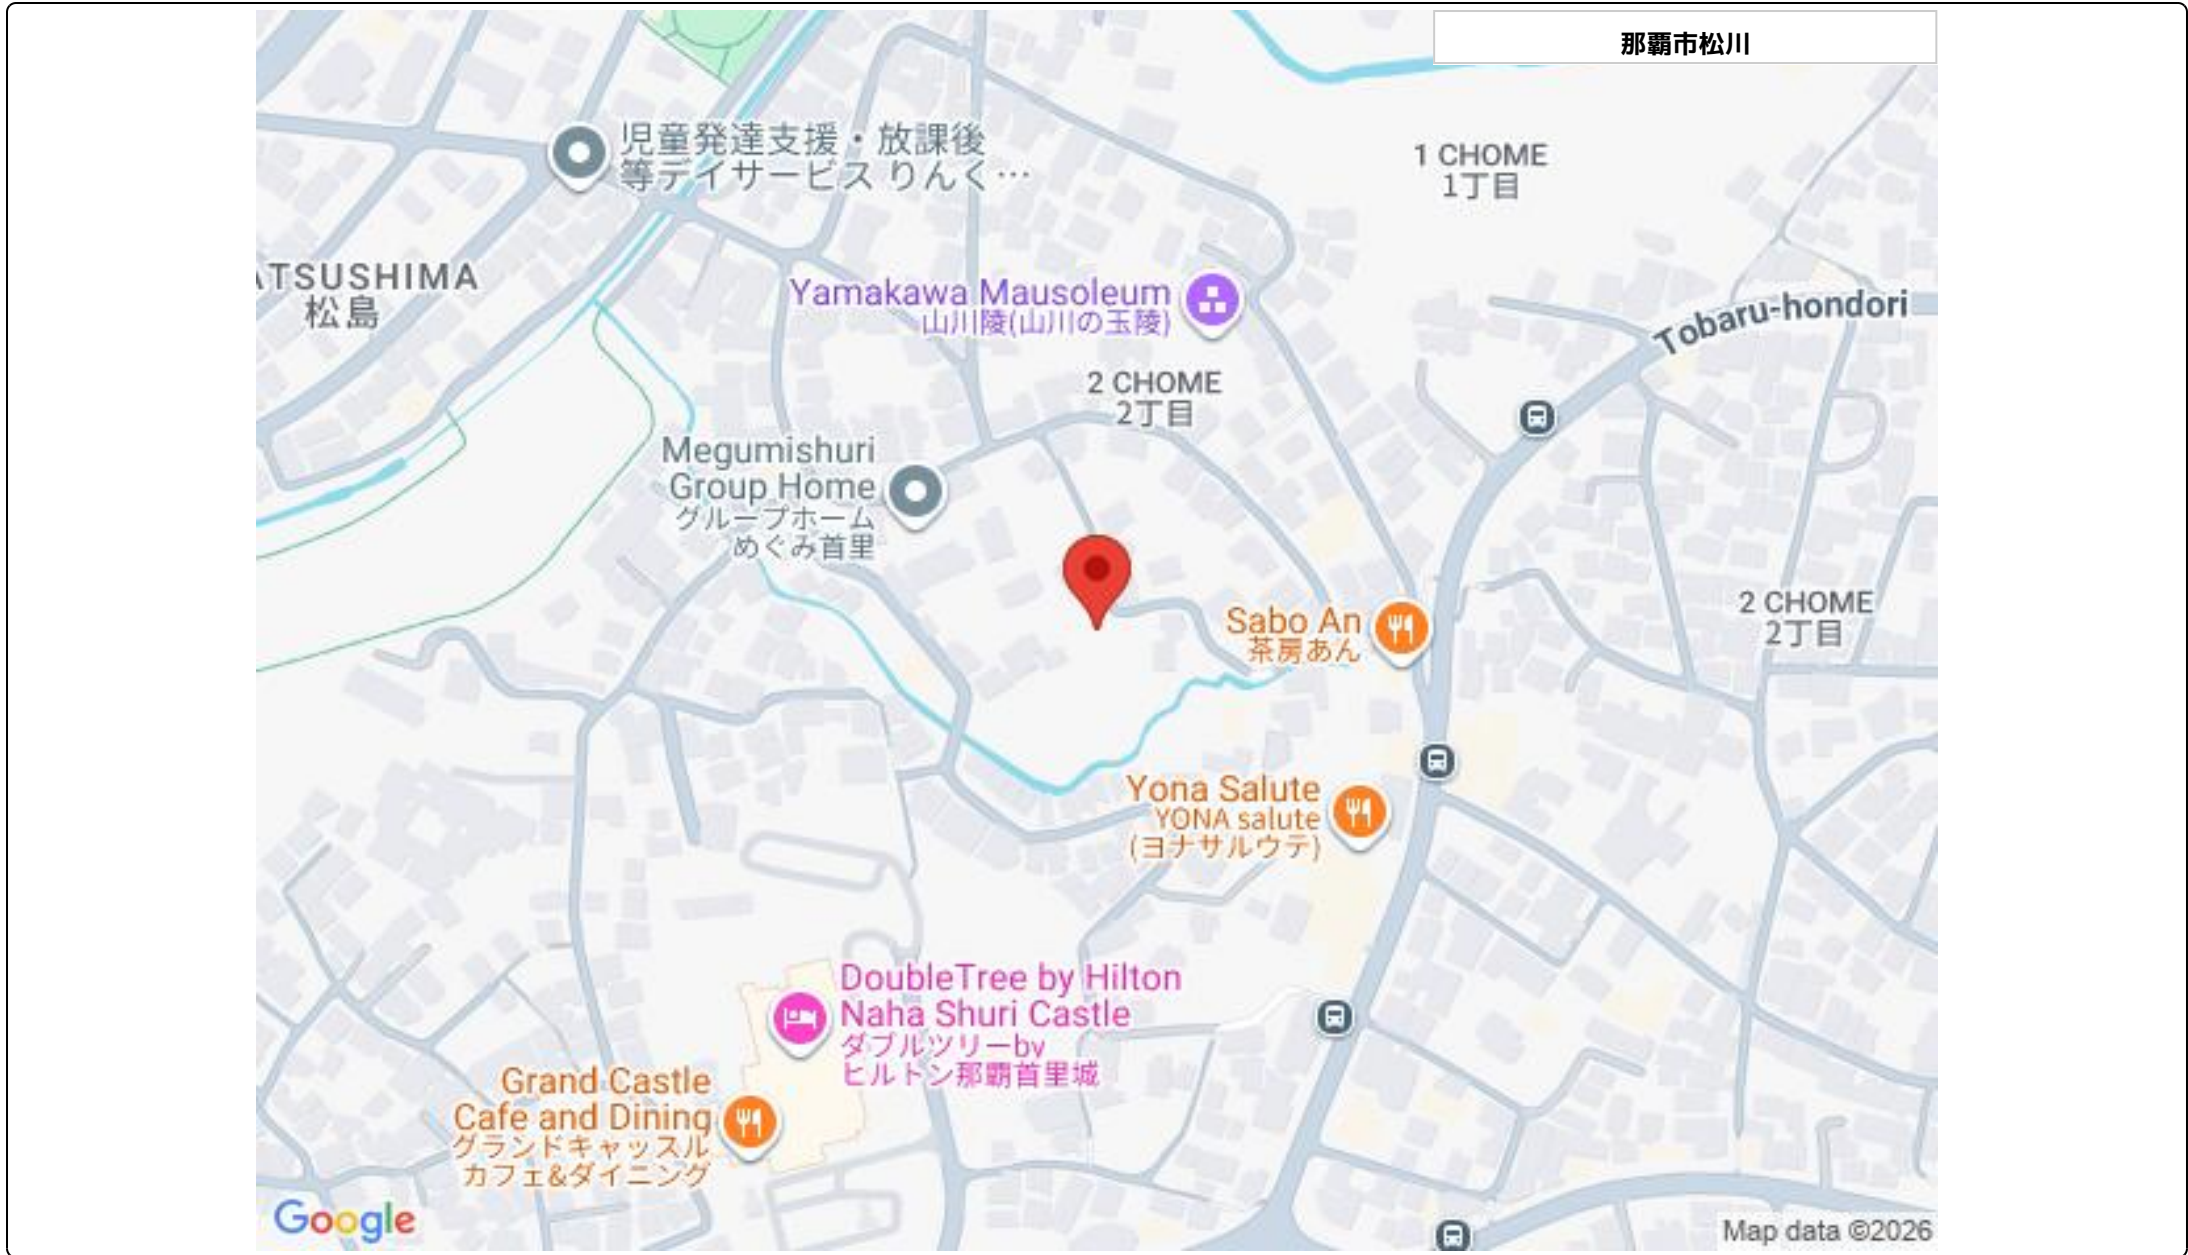 那覇市松川
児童発達支援・放課後
等デイサービス りんく…
1 CHOME
1丁目
ATSUSHIMA
松島
Yamakawa Mausoleum
山川陵(山川の玉陵)
Tobaru-hondori
2 CHOME
2丁目
Megumishuri
Group Home
グループホーム
めぐみ首里
2 CHOME
2丁目
Sabo An
茶房あん
Yona Salute
YONA salute
(ヨナサルウテ)
DoubleTree by Hilton
Naha Shuri Castle
ダブルツリーby
ヒルトン那覇首里城
Grand Castle
Cafe and Dining
グランドキャッスル
カフェ&ダイニング
Google
Map data ©2026